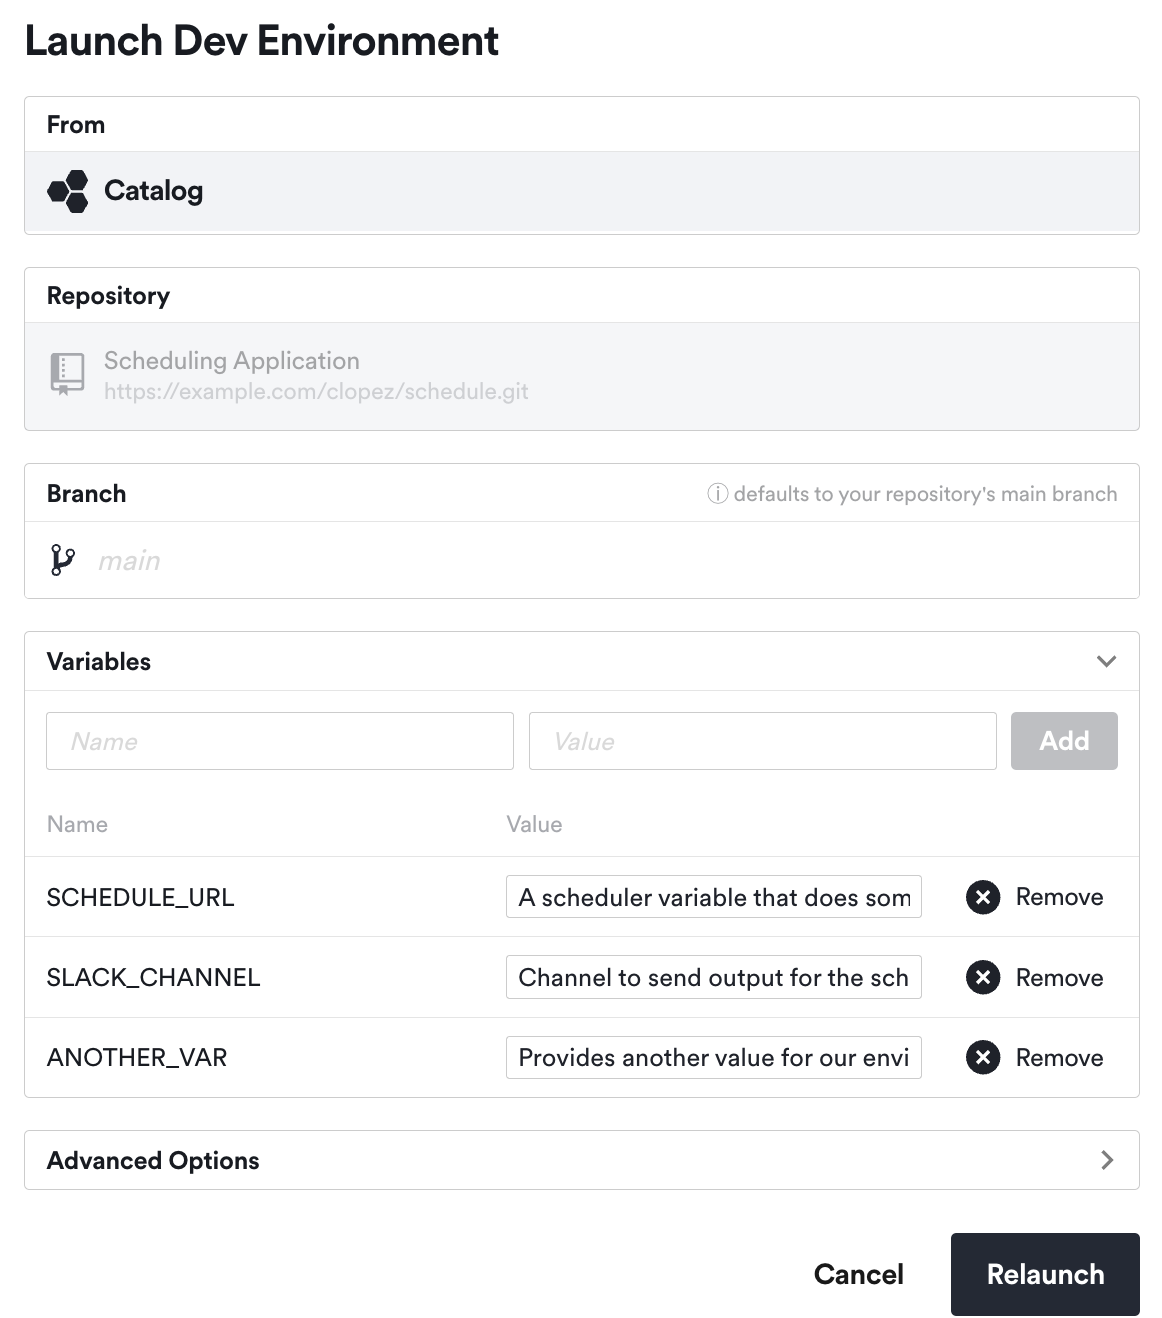 Launch Dev Environment
From
Catalog
Repository
Scheduling Application
https://example.com/clopez/schedule.git
Branch
ⓘ defaults to your repository's main branch
main
Variables
Name Value Add
Name Value
SCHEDULE_URL A scheduler variable that does som Remove
SLACK_CHANNEL Channel to send output for the sch Remove
ANOTHER_VAR Provides another value for our envi Remove
Advanced Options
Cancel Relaunch